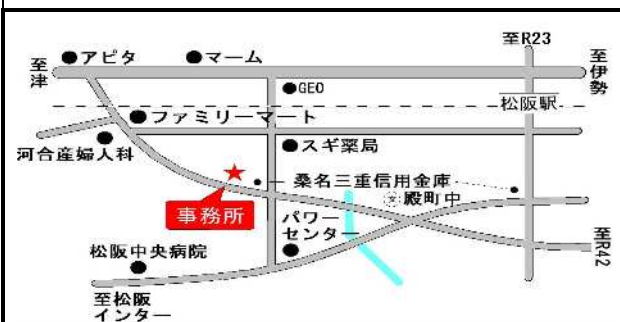 至R23
至
津
アピタ
マーム
至
伊
勢
GEO
松阪駅
ファミリーマート
河合産婦人科
スギ薬局
桑名三重信用金庫
文
殿町中
事務所
パワー
センター
至
R42
松阪中央病院
至松阪
インター